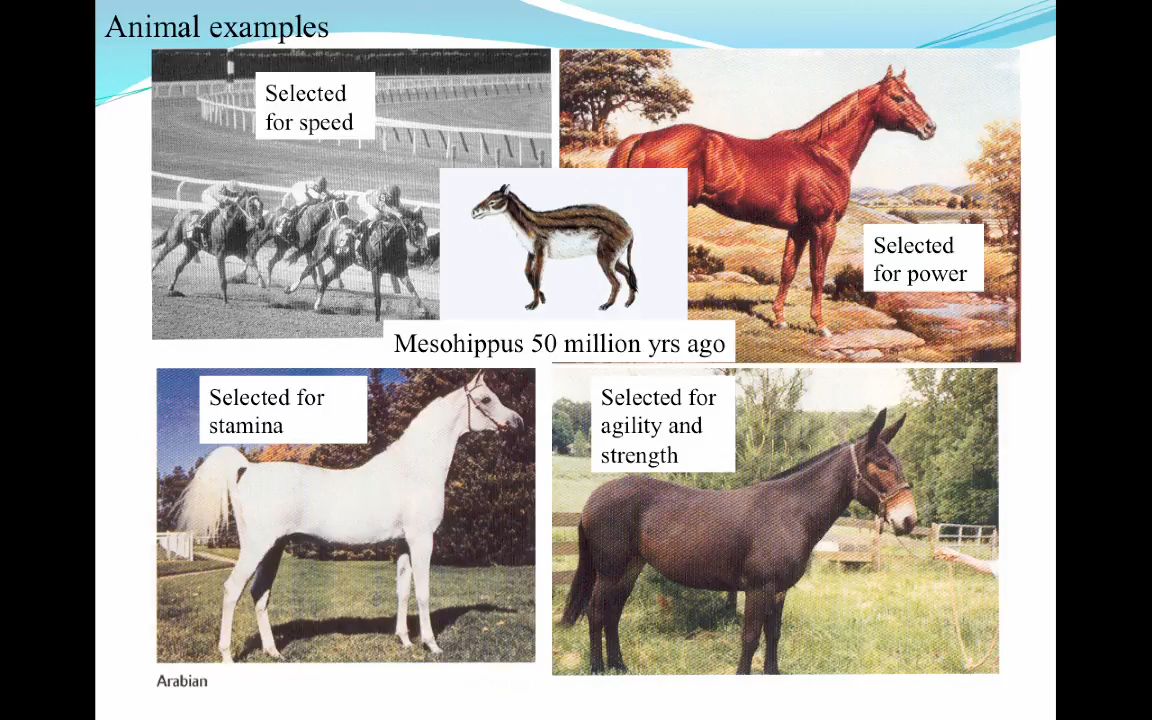 Animal examples
Selected
for speed
Selected
for power
Mesohippus 50 million yrs ago
Selected for
stamina
Selected for
agility and
strength
Arabian